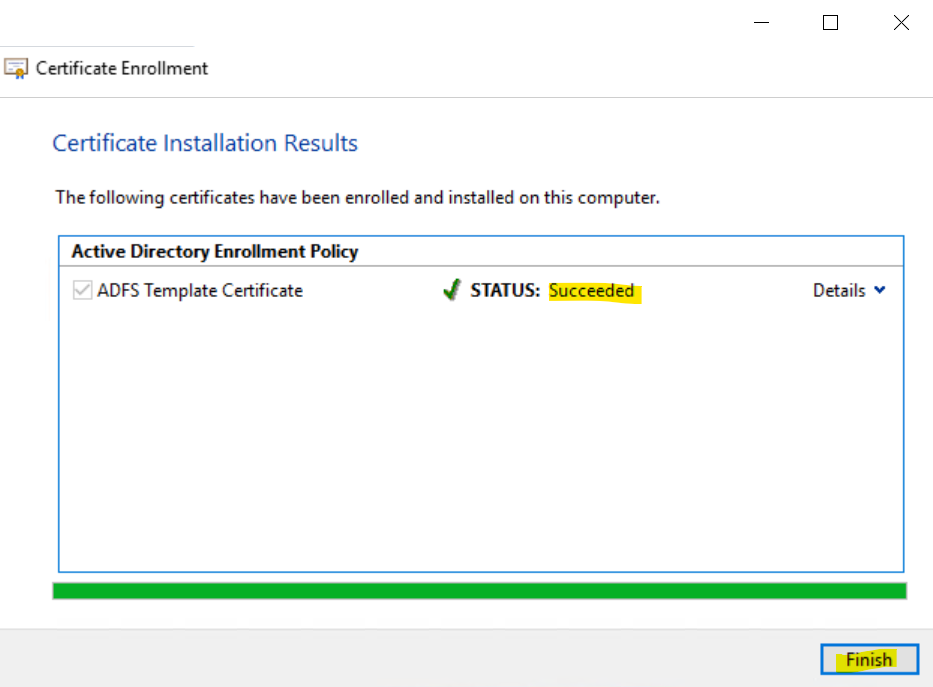 Certificate Enrollment
Certificate Installation Results
The following certificates have been enrolled and installed on this computer.
Active Directory Enrollment Policy
ADFS Template Certificate STATUS: Succeeded Details
Finish